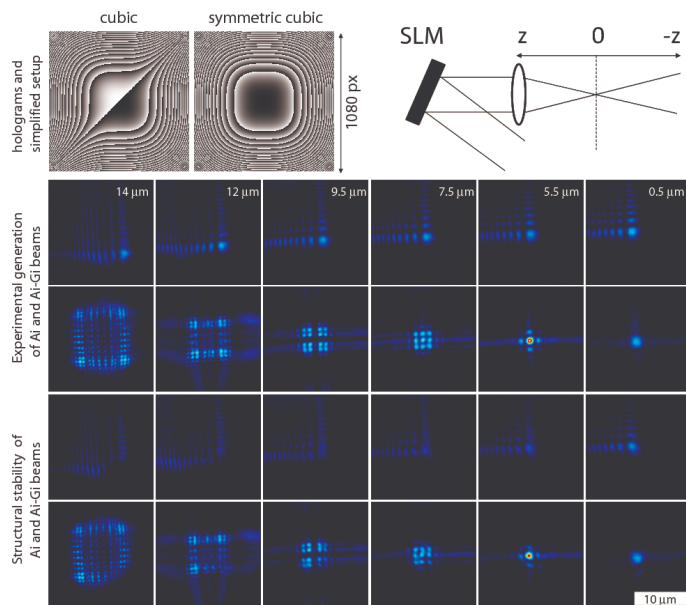 cubic
symmetric cubic
holograms and
simplified setup
1080 px
SLM
z
0
-z
Experimental generation
of Ai and Ai-Gi beams
14 μm
12 μm
9.5 μm
7.5 μm
5.5 μm
0.5 μm
Structural stability of
Ai and Ai-Gi beams
10 μm